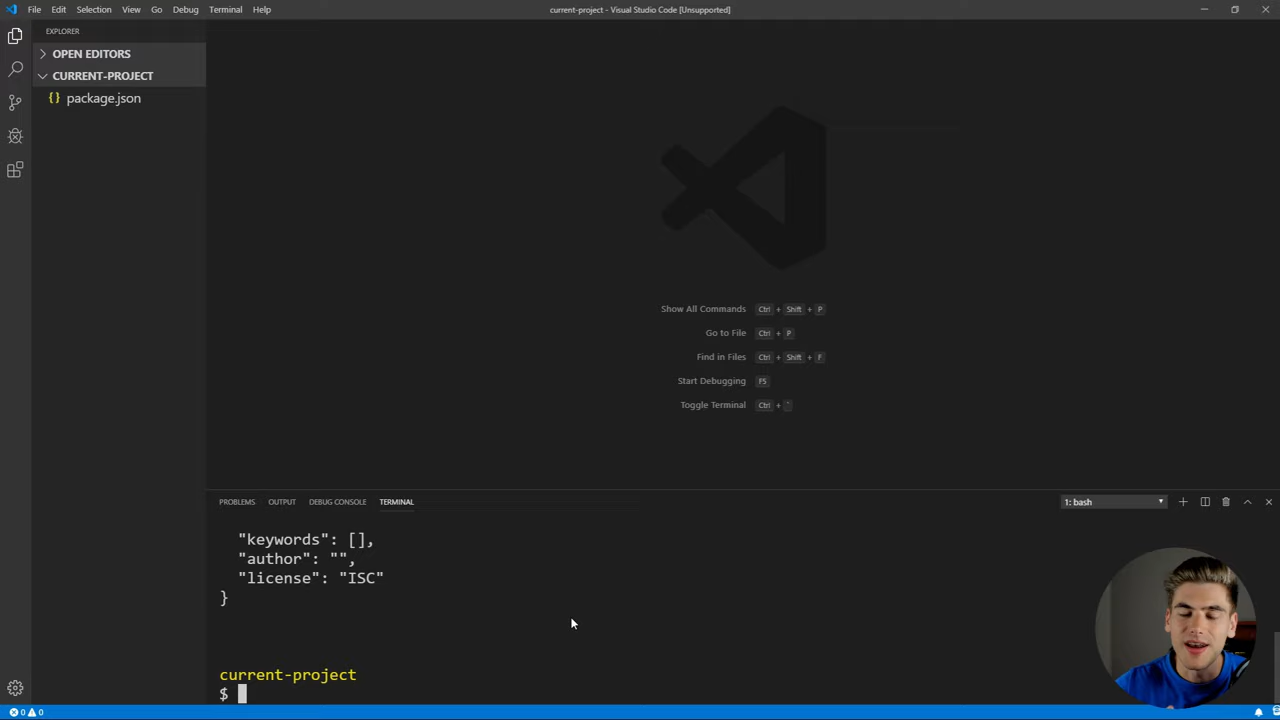 File Edit Selection View Go Debug Terminal Help
current-project - Visual Studio Code [Unsupported]
EXPLORER
OPEN EDITORS
CURRENT-PROJECT
{} package.json
Show All Commands Ctrl + Shift + P
Go to File Ctrl + P
Find in Files Ctrl + Shift + F
Start Debugging F5
Toggle Terminal Ctrl + `
PROBLEMS OUTPUT DEBUG CONSOLE TERMINAL
1: bash
"keywords": [],
"author": "",
"license": "ISC"
}
current-project
$
0 0